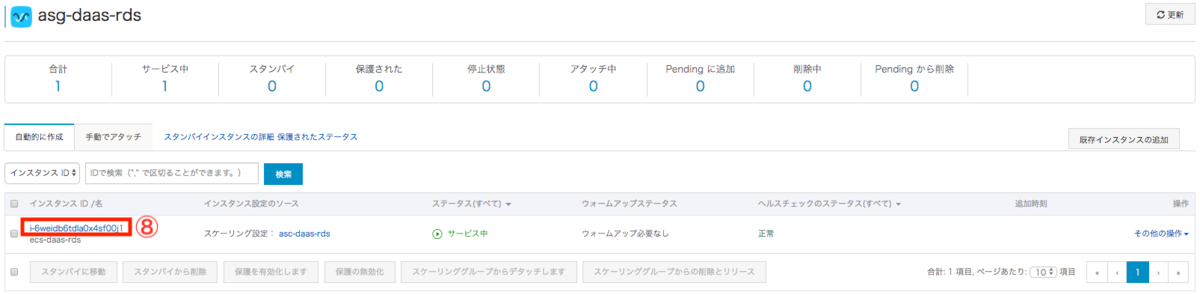 asg-daas-rds
更新
合計 サービス中 スタンバイ 保護された 停止状態 アタッチ中 Pending に追加 削除中 Pending から削除
1 1 0 0 0 0 0 0 0
自動的に作成 手動でアタッチ スタンバイインスタンスの詳細 保護されたステータス 既存インスタンスの追加
インスタンス ID IDで検索（"," で区切ることができます。） 検索
インスタンス ID /名 インスタンス設定のソース ステータス(すべて) ウォームアップステータス ヘルスチェックのステータス(すべて) 追加時刻 操作
i-6weidb6tdla0x4sf00j1 ⑧ スケーリング設定： asc-daas-rds サービス中 ウォームアップ必要なし 正常 その他の操作
ecs-daas-rds
スタンバイに移動 スタンバイから削除 保護を有効化します 保護の無効化 スケーリンググループからデタッチします スケーリンググループからの削除とリリース 合計: 1 項目, ページあたり: 10 項目 « ‹ 1 › »